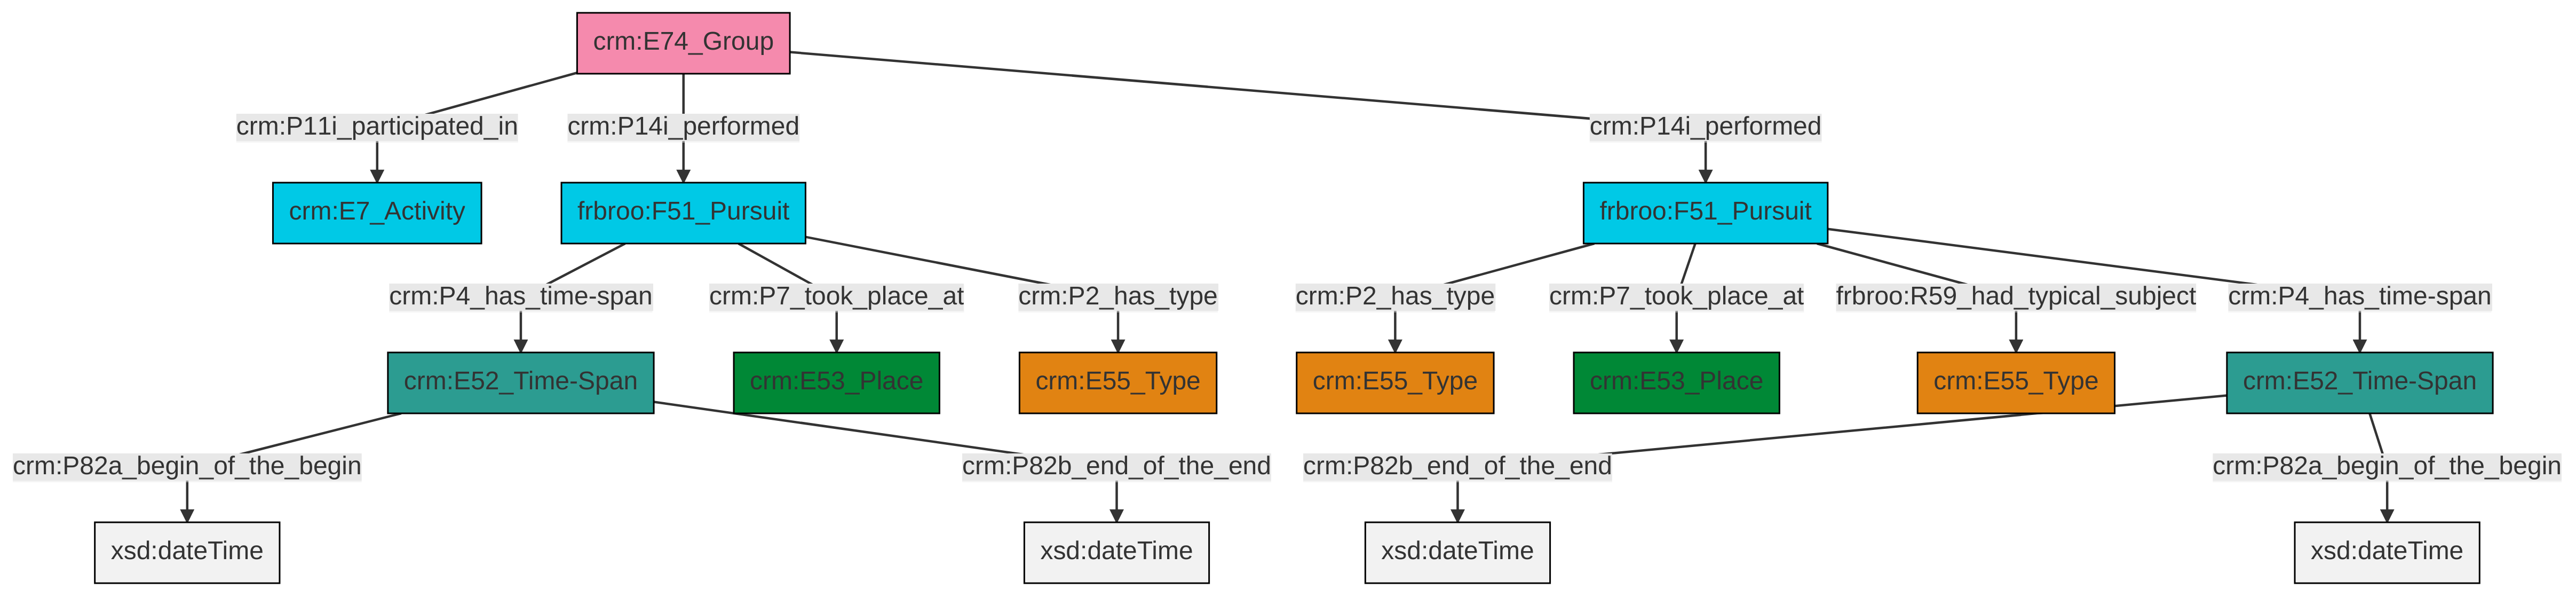 crm:E74_Group
crm:P11i_participated_in
crm:P14i_performed
crm:P14i_performed
crm:E7_Activity
frbroo:F51_Pursuit
frbroo:F51_Pursuit
crm:P4_has_time-span
crm:P7_took_place_at
crm:P2_has_type
crm:P2_has_type
crm:P7_took_place_at
frbroo:R59_had_typical_subject
crm:P4_has_time-span
crm:E52_Time-Span
crm:E53_Place
crm:E55_Type
crm:E55_Type
crm:E53_Place
crm:E55_Type
crm:E52_Time-Span
crm:P82a_begin_of_the_begin
crm:P82b_end_of_the_end
crm:P82b_end_of_the_end
crm:P82a_begin_of_the_begin
xsd:dateTime
xsd:dateTime
xsd:dateTime
xsd:dateTime